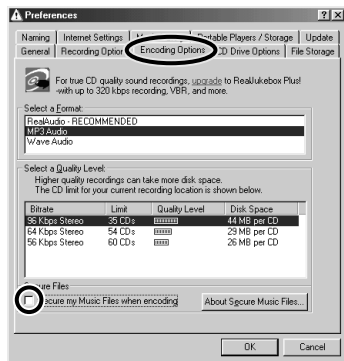 Preferences
Naming Internet Settings Portable Players / Storage Update
General Recording Option Encoding Options CD Drive Options File Storage
For true CD quality sound recordings, upgrade to RealJukebox Plus!
-with up to 320 kbps recording, VBR, and more.
Select a Format:
RealAudio - RECOMMENDED
MP3 Audio
Wave Audio
Select a Quality Level:
Higher quality recordings can take more disk space.
The CD limit for your current recording location is shown below.
Bitrate Limit Quality Level Disk Space
96 Kbps Stereo 35 CDs 44 MB per CD
64 Kbps Stereo 54 CDs 29 MB per CD
56 Kbps Stereo 60 CDs 26 MB per CD
Secure Files
Secure my Music Files when encoding About Secure Music Files...
OK Cancel